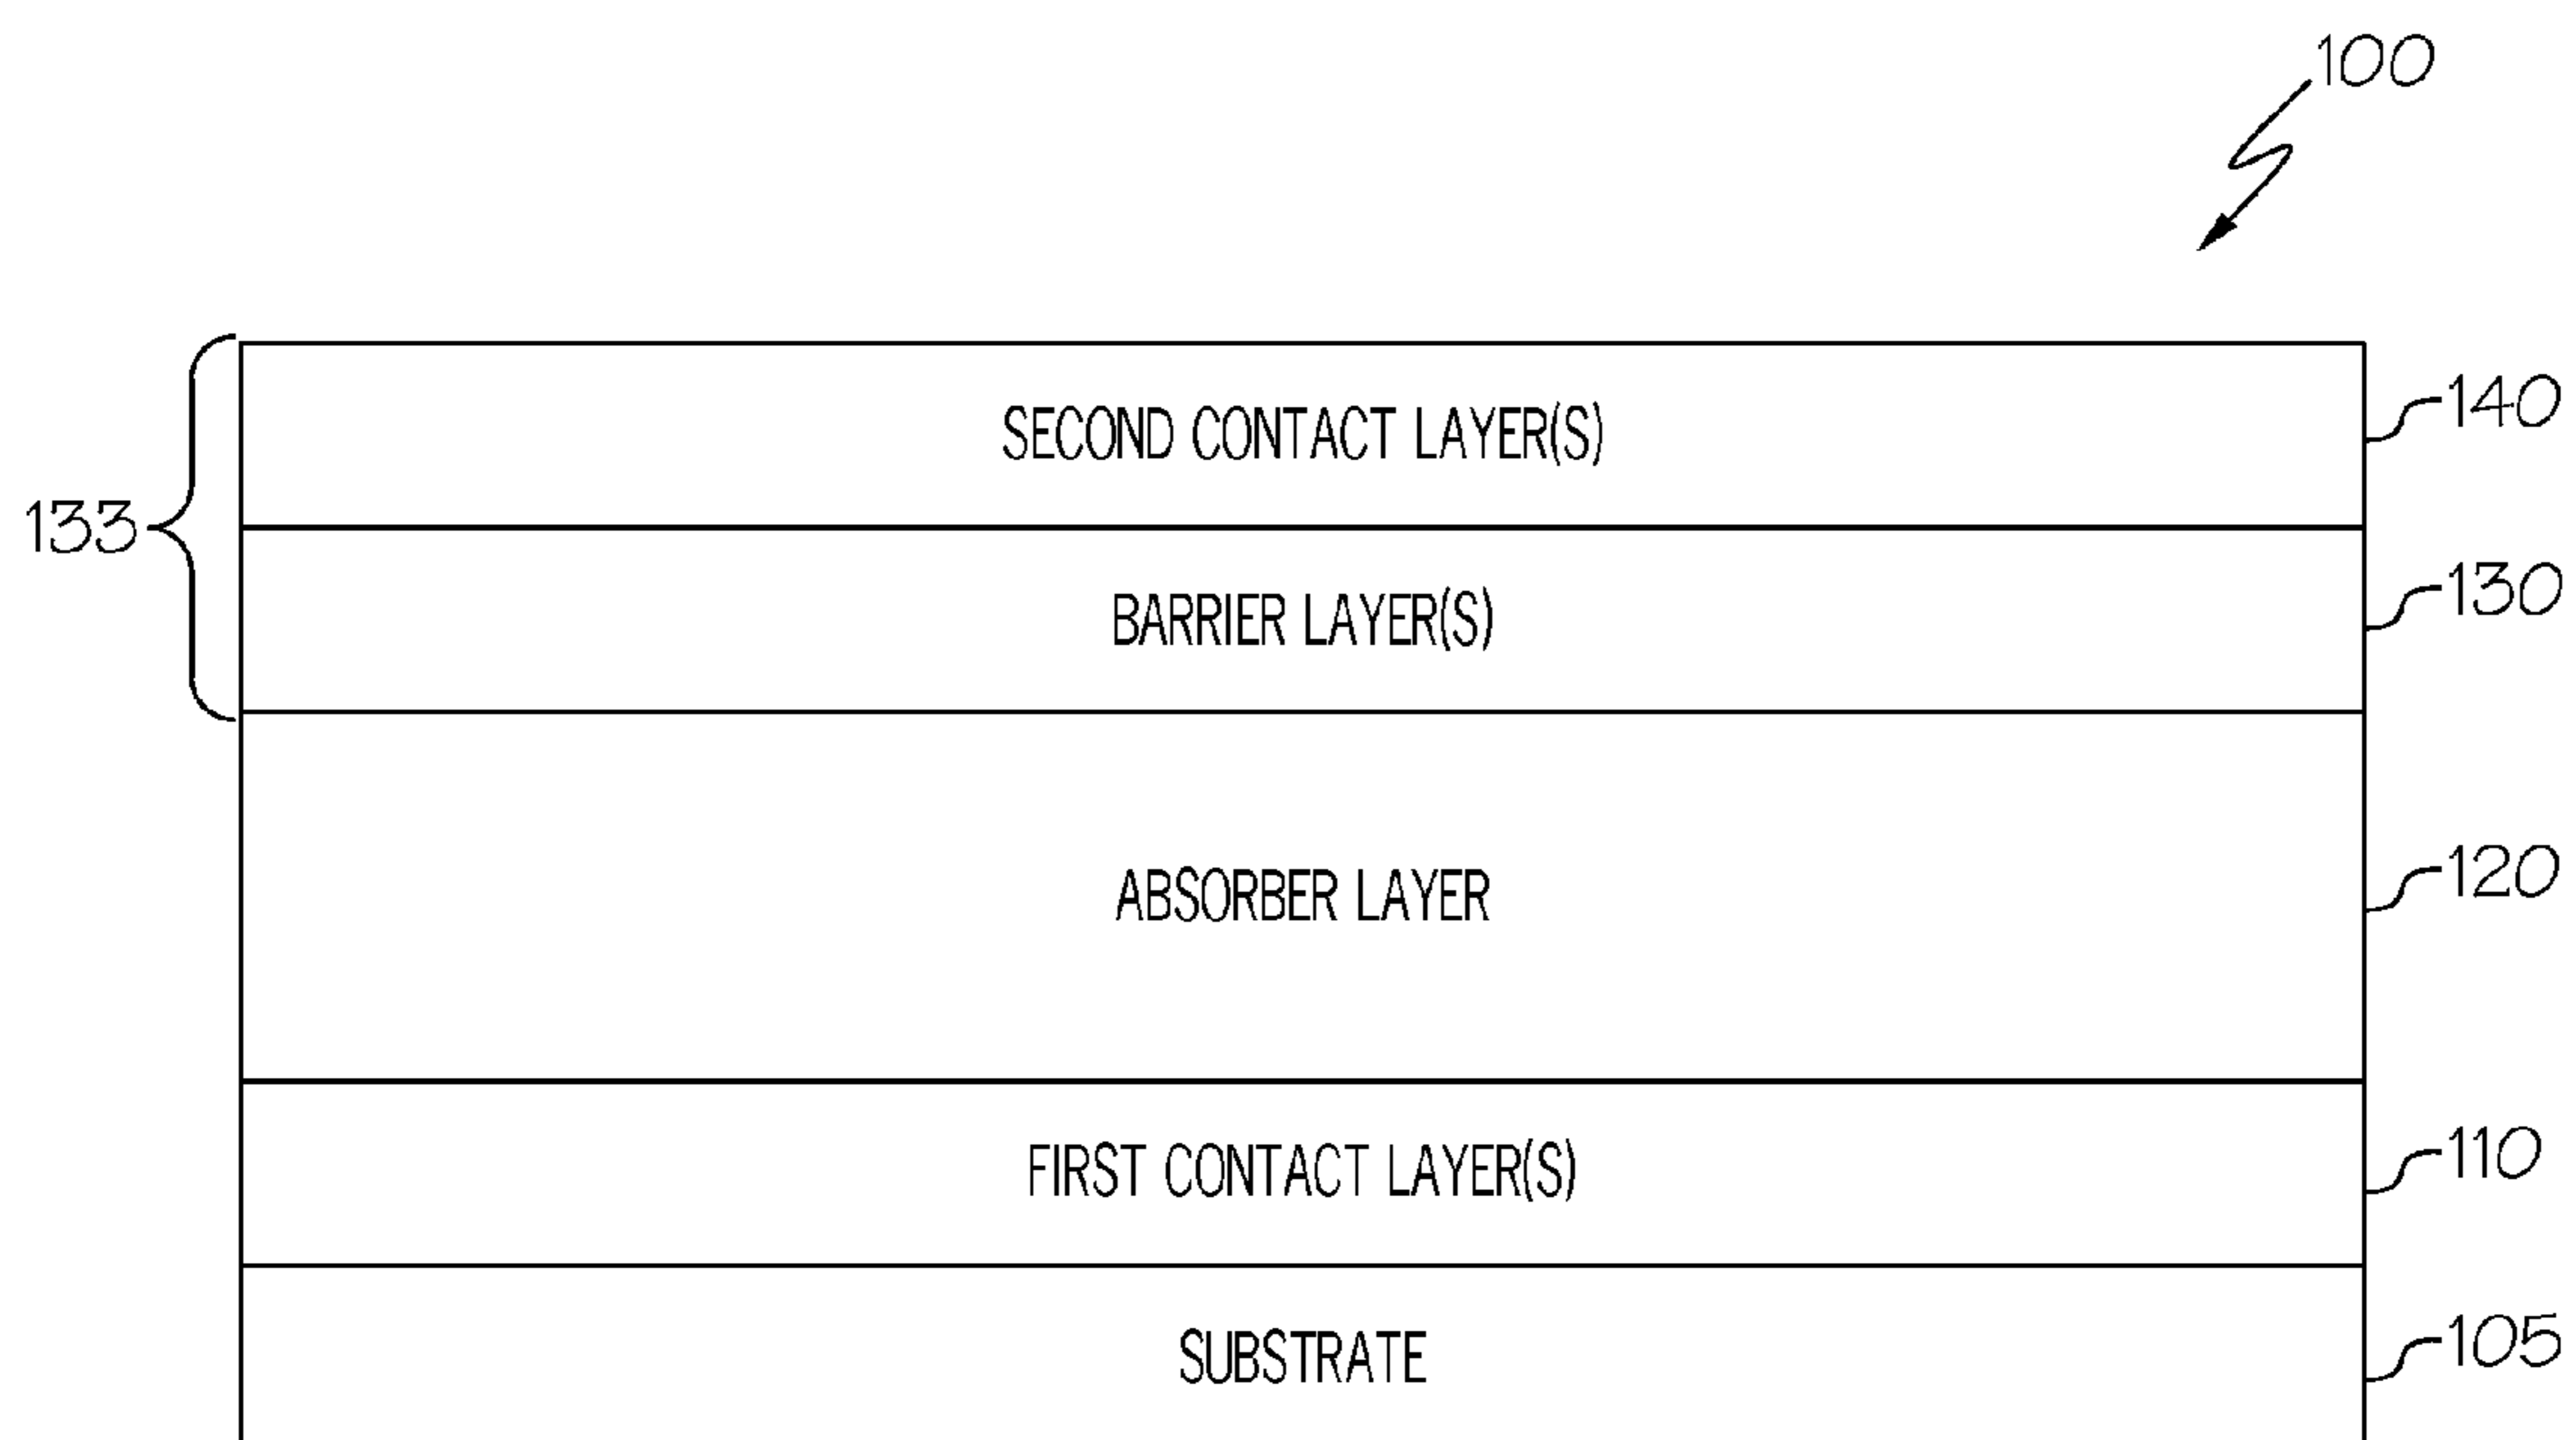 100
SECOND CONTACT LAYER(S)
140
133
BARRIER LAYER(S)
130
ABSORBER LAYER
120
FIRST CONTACT LAYER(S)
110
SUBSTRATE
105